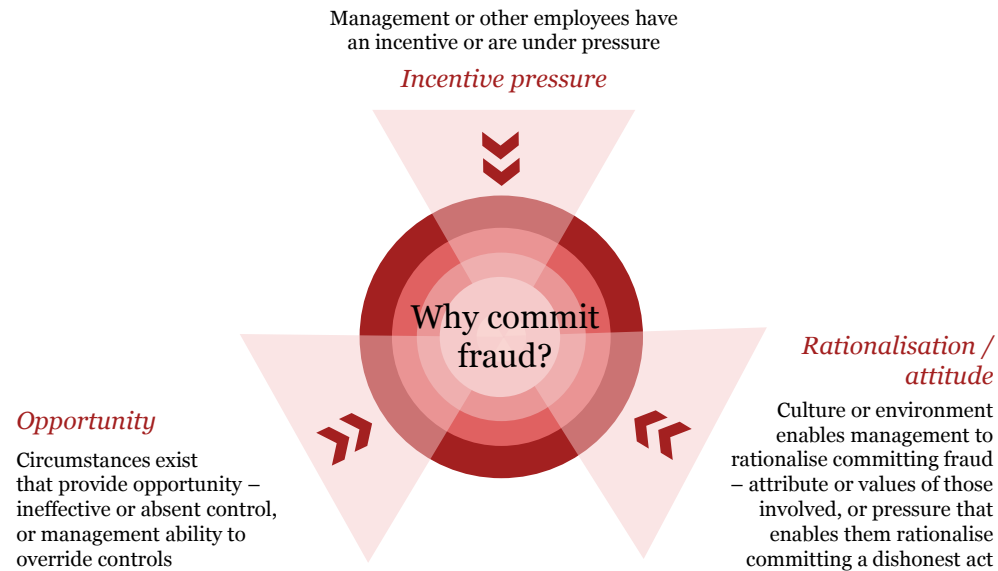 Management or other employees have
an incentive or are under pressure
Incentive pressure
Why commit
fraud?
Opportunity
Circumstances exist
that provide opportunity –
ineffective or absent control,
or management ability to
override controls
Rationalisation /
attitude
Culture or environment
enables management to
rationalise committing fraud
– attribute or values of those
involved, or pressure that
enables them rationalise
committing a dishonest act